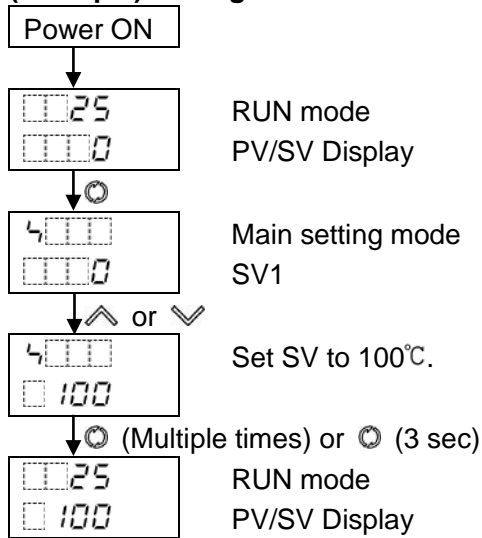 Power ON
25 RUN mode
0 PV/SV Display
Main setting mode
0 SV1
or
Set SV to 100℃.
100
(Multiple times) or (3 sec)
25 RUN mode
100 PV/SV Display